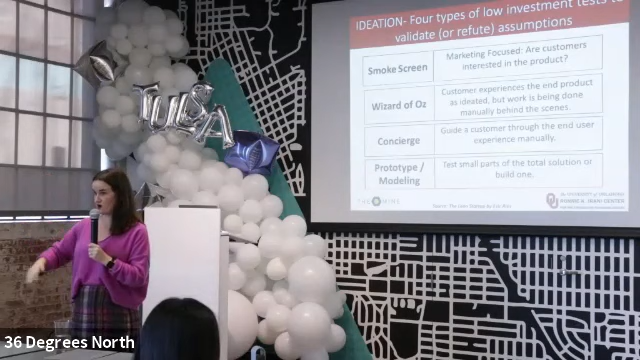 TULSA
IDEATION- Four types of low investment tests to
validate (or refute) assumptions
Smoke Screen
Marketing Focused: Are customers
interested in the product?
Wizard of Oz
Customer experiences the end product
as ideated, but work is being done
manually behind the scenes.
Concierge
Guide a customer through the end user
experience manually.
Prototype /
Modeling
Test small parts of the total solution or
build one.
36 Degrees North